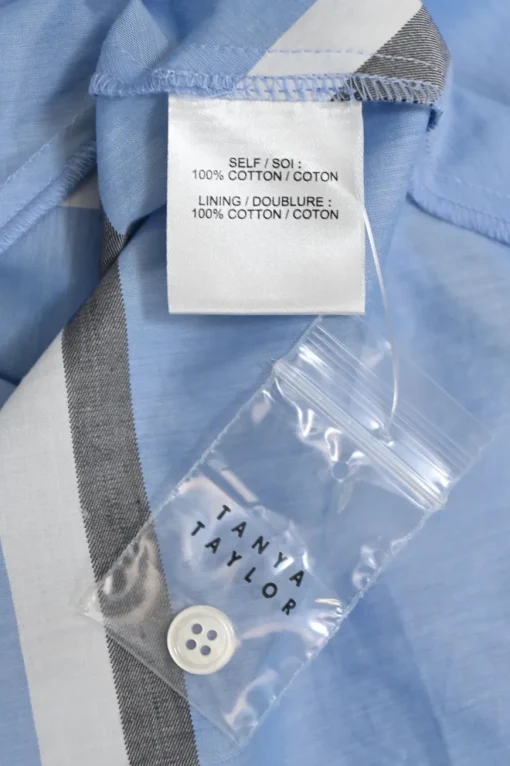 SELF / SOI :
100% COTTON / COTON
LINING / DOUBLURE :
100% COTTON / COTON
TANYA
TAYLOR